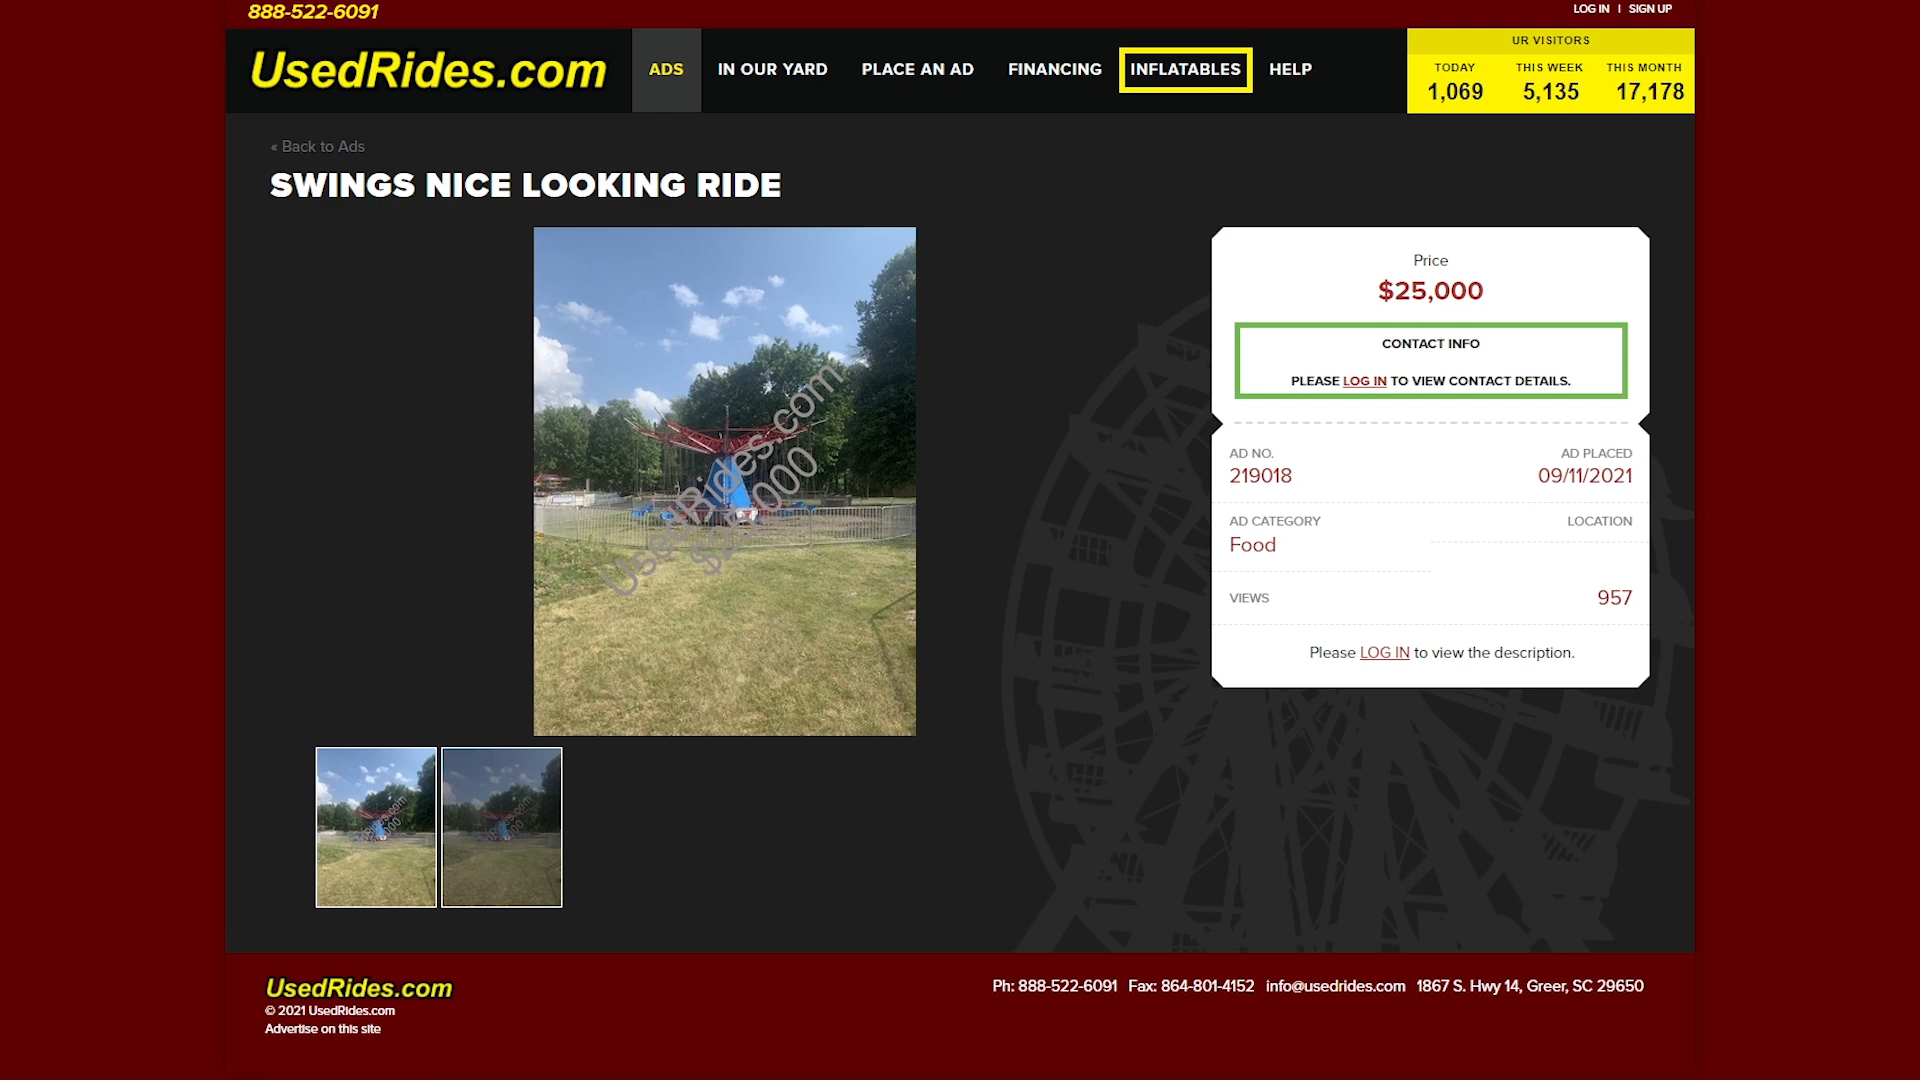 888-522-6091
LOG IN | SIGN UP
UsedRides.com
ADS
IN OUR YARD
PLACE AN AD
FINANCING
INFLATABLES
HELP
UR VISITORS
TODAY THIS WEEK THIS MONTH
1,069 5,135 17,178
« Back to Ads
SWINGS NICE LOOKING RIDE
UsedRides.com
$25,000
Price
$25,000
CONTACT INFO
PLEASE LOG IN TO VIEW CONTACT DETAILS.
AD NO. AD PLACED
219018 09/11/2021
AD CATEGORY LOCATION
Food
VIEWS 957
Please LOG IN to view the description.
UsedRides.com
© 2021 UsedRides.com
Advertise on this site
Ph: 888-522-6091 Fax: 864-801-4152 info@usedrides.com 1867 S. Hwy 14, Greer, SC 29650